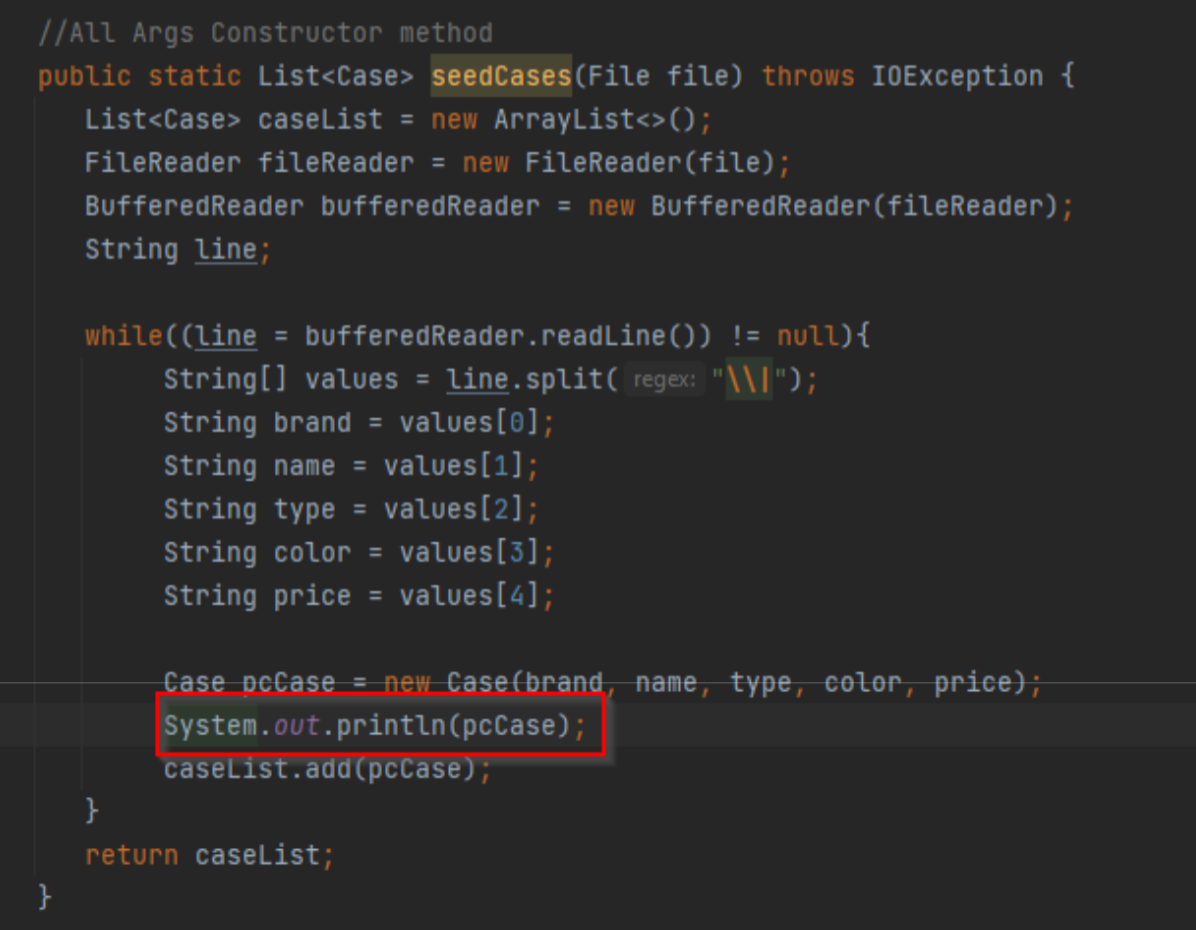 //All Args Constructor method
public static List<Case> seedCases(File file) throws IOException {
List<Case> caseList = new ArrayList<>();
FileReader fileReader = new FileReader(file);
BufferedReader bufferedReader = new BufferedReader(fileReader);
String line;
while((line = bufferedReader.readLine()) != null){
String[] values = line.split( regex: "\\|");
String brand = values[0];
String name = values[1];
String type = values[2];
String color = values[3];
String price = values[4];
Case pcCase = new Case(brand, name, type, color, price);
System.out.println(pcCase);
caseList.add(pcCase);
}
return caseList;
}